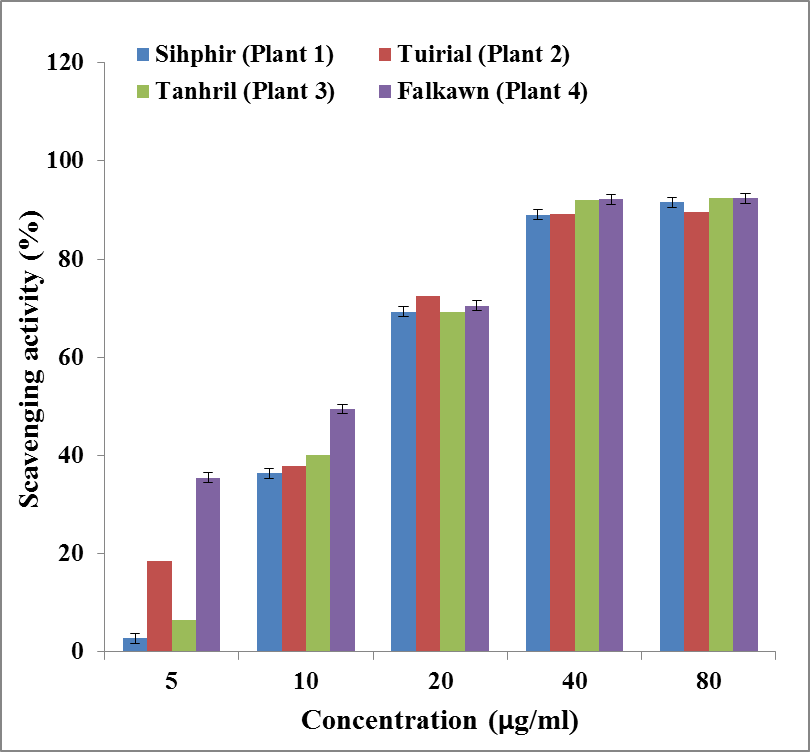 Sihphir (Plant 1) Tuirial (Plant 2)
Tanhril (Plant 3) Falkawn (Plant 4)
120
100
80
60
40
20
0
Scavenging activity (%)
5 10 20 40 80
Concentration (µg/ml)